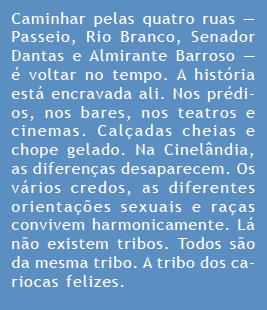 Caminhar pelas quatro ruas —
Passeio, Rio Branco, Senador
Dantas e Almirante Barroso —
é voltar no tempo. A história
está encravada ali. Nos prédi-
os, nos bares, nos teatros e
cinemas. Calçadas cheias e
chope gelado. Na Cinelândia,
as diferenças desaparecem. Os
vários credos, as diferentes
orientações sexuais e raças
convivem harmonicamente. Lá
não existem tribos. Todos são
da mesma tribo. A tribo dos ca-
riocas felizes.